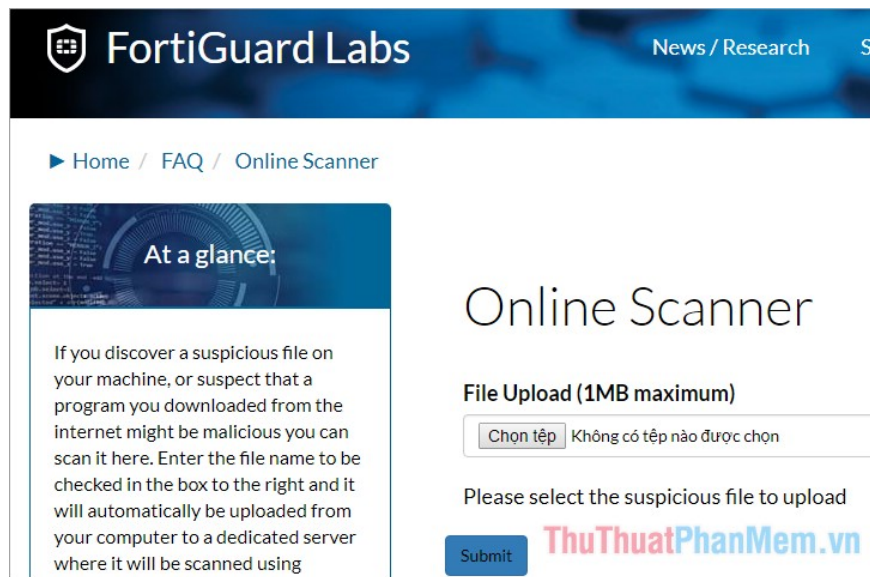 FortiGuard Labs
News / Research
S
► Home / FAQ / Online Scanner
At a glance:
If you discover a suspicious file on
your machine, or suspect that a
program you downloaded from the
internet might be malicious you can
scan it here. Enter the file name to be
checked in the box to the right and it
will automatically be uploaded from
your computer to a dedicated server
where it will be scanned using
Online Scanner
File Upload (1MB maximum)
Chọn tệp Không có tệp nào được chọn
Please select the suspicious file to upload
Submit
ThuThuatPhanMem.vn